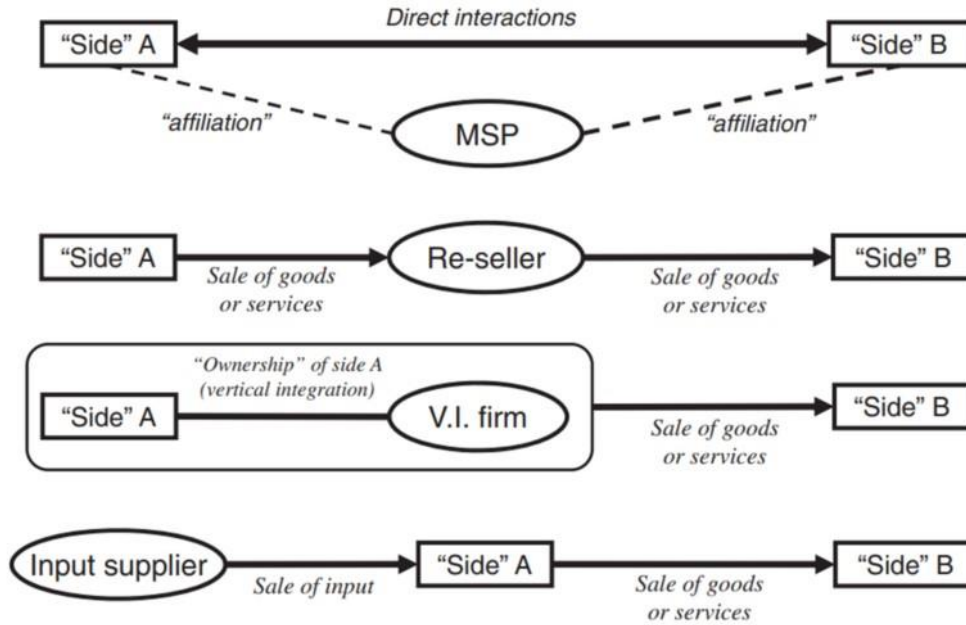 Direct interactions
“Side” A
“Side” B
“affiliation”
MSP
“affiliation”
“Side” A
Re-seller
“Side” B
Sale of goods
or services
Sale of goods
or services
“Ownership” of side A
(vertical integration)
“Side” A
V.I. firm
“Side” B
Sale of goods
or services
Input supplier
“Side” A
“Side” B
Sale of input
Sale of goods
or services